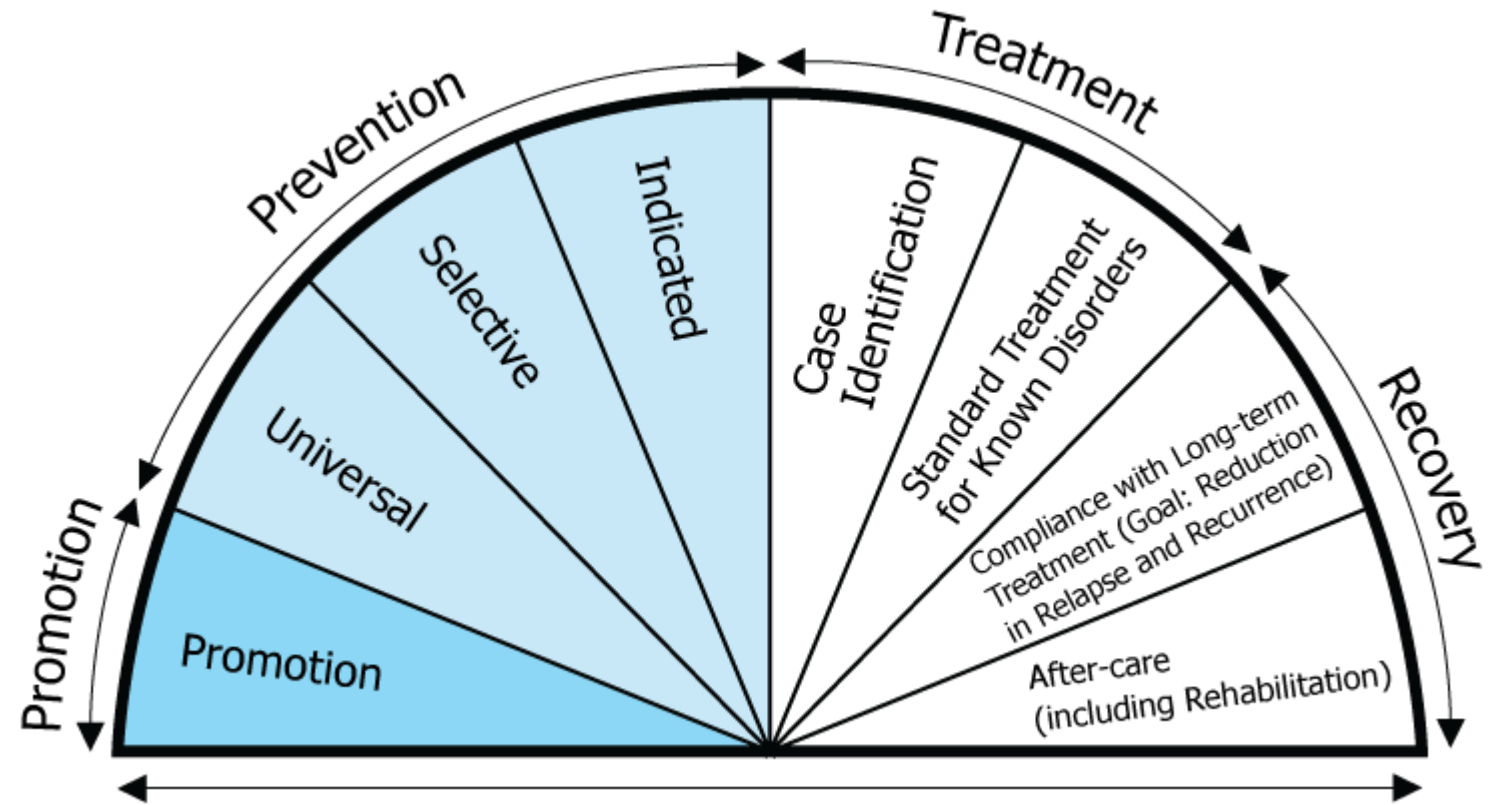 Promotion
Prevention
Treatment
Recovery
Promotion
Universal
Selective
Indicated
Case
Identification
Standard Treatment
for Known Disorders
Compliance with Long-term
Treatment (Goal: Reduction
in Relapse and Recurrence)
After-care
(including Rehabilitation)